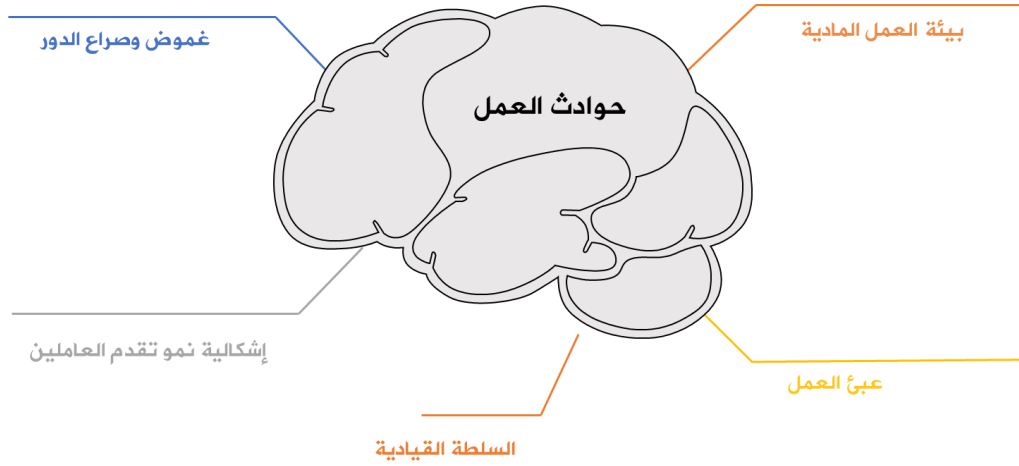 بيئة العمل المادية
غموض وصراع الدور
حوادث العمل
إشكالية نمو تقدم العاملين
عبئ العمل
السلطة القيادية